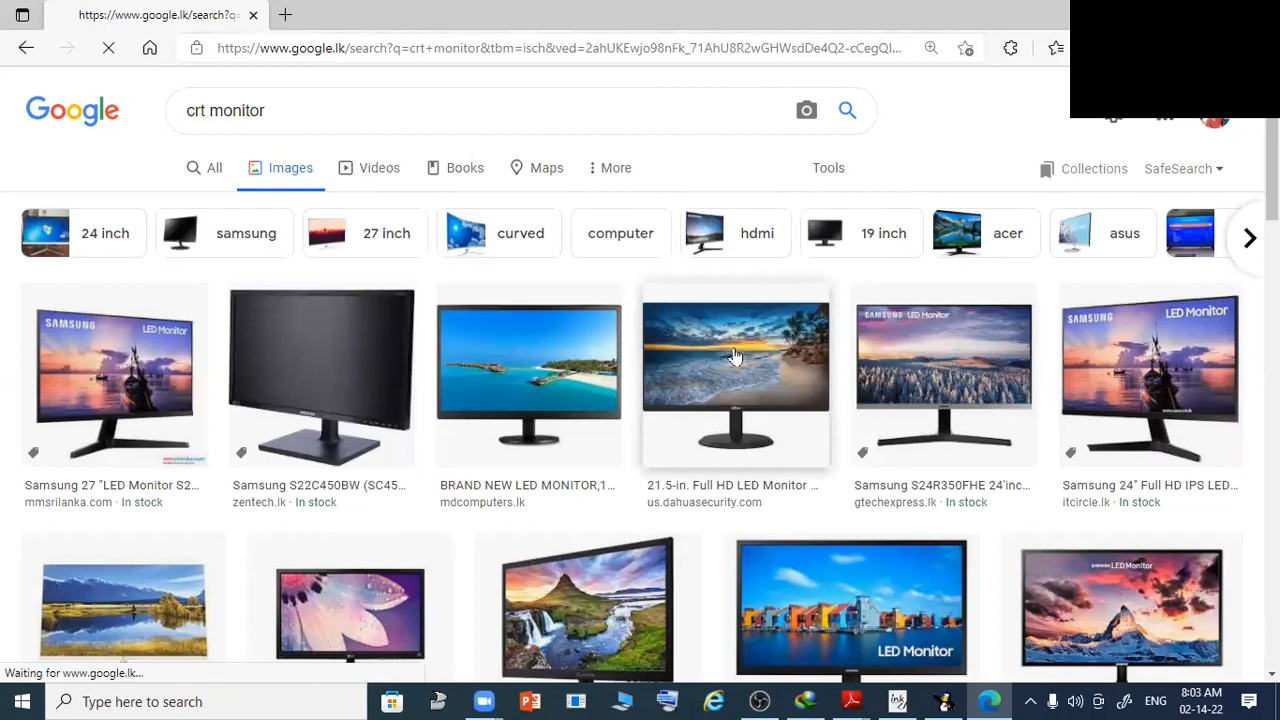 https://www.google.lk/search?q=
https://www.google.lk/search?q=crt+monitor&tbm=isch&ved=2ahUKEwjo98nFk_71AhU8R2wGHWsdDe4Q2-cCegQI...
Google
crt monitor
All
Images
Videos
Books
Maps
More
Tools
Collections
SafeSearch
24 inch
samsung
27 inch
curved
computer
hdmi
19 inch
acer
asus
SAMSUNG LED Monitor
SAMSUNG LED Monitor
SAMSUNG LED Monitor
Samsung 27 "LED Monitor S2...
mmsrilanka.com · In stock
Samsung S22C450BW (SC45...
zentech.lk · In stock
BRAND NEW LED MONITOR,1...
mdcomputers.lk
21.5-in. Full HD LED Monitor ...
us.dahuasecurity.com
Samsung S24R350FHE 24'inc...
gtechexpress.lk · In stock
Samsung 24" Full HD IPS LED...
itcircle.lk · In stock
LED Monitor
SAMSUNG LED Monitor
Waiting for www.google.lk...
Type here to search
ENG
8:03 AM
02-14-22